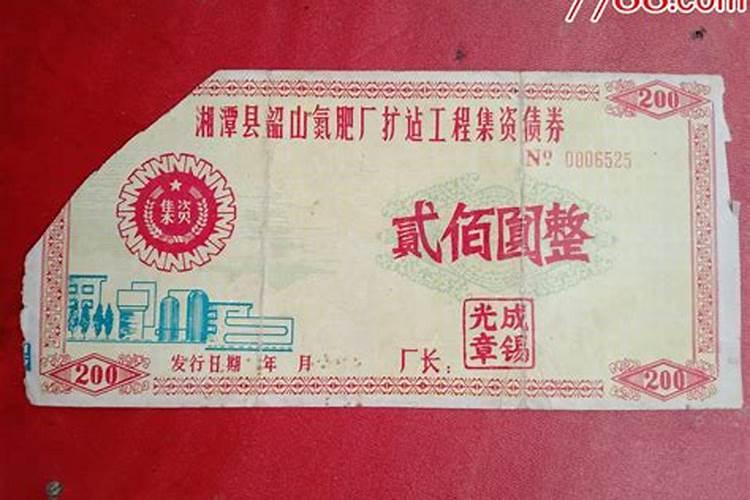 7788.com
200
湘潭县韶山氮肥厂扩站工程集资债券
Nº 0006525
集资
贰佰圆整
成锡光章
发行日期 年 月
厂长:
200
200